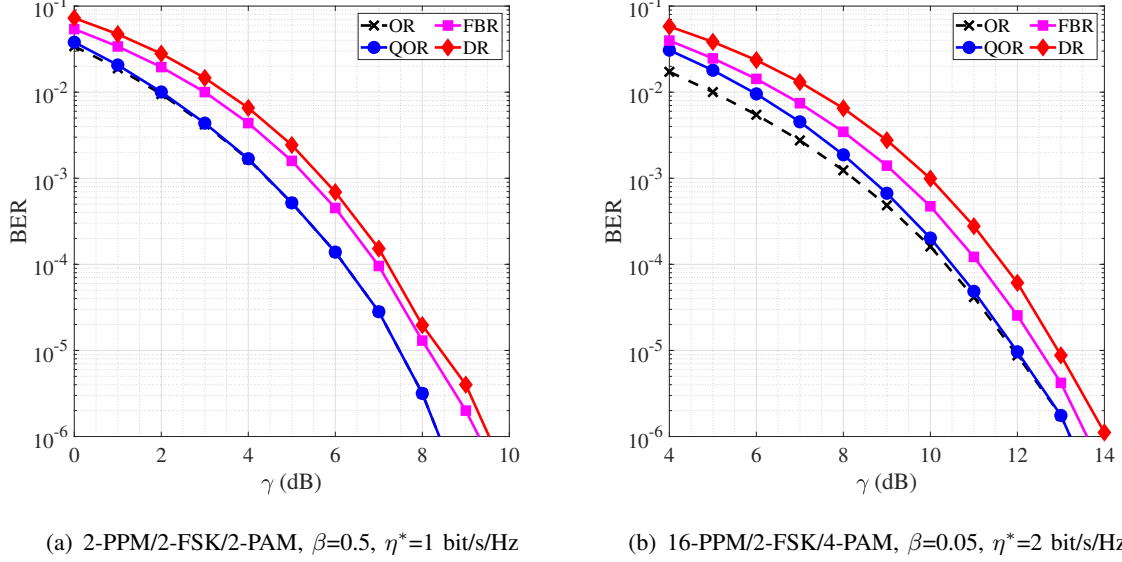 OR FBR
QOR DR
10^-1
10^-2
10^-3
10^-4
10^-5
10^-6
BER
0 2 4 6 8 10
γ (dB)
(a) 2-PPM/2-FSK/2-PAM, β=0.5, η*=1 bit/s/Hz
OR FBR
QOR DR
10^-1
10^-2
10^-3
10^-4
10^-5
10^-6
BER
4 6 8 10 12 14
γ (dB)
(b) 16-PPM/2-FSK/4-PAM, β=0.05, η*=2 bit/s/Hz